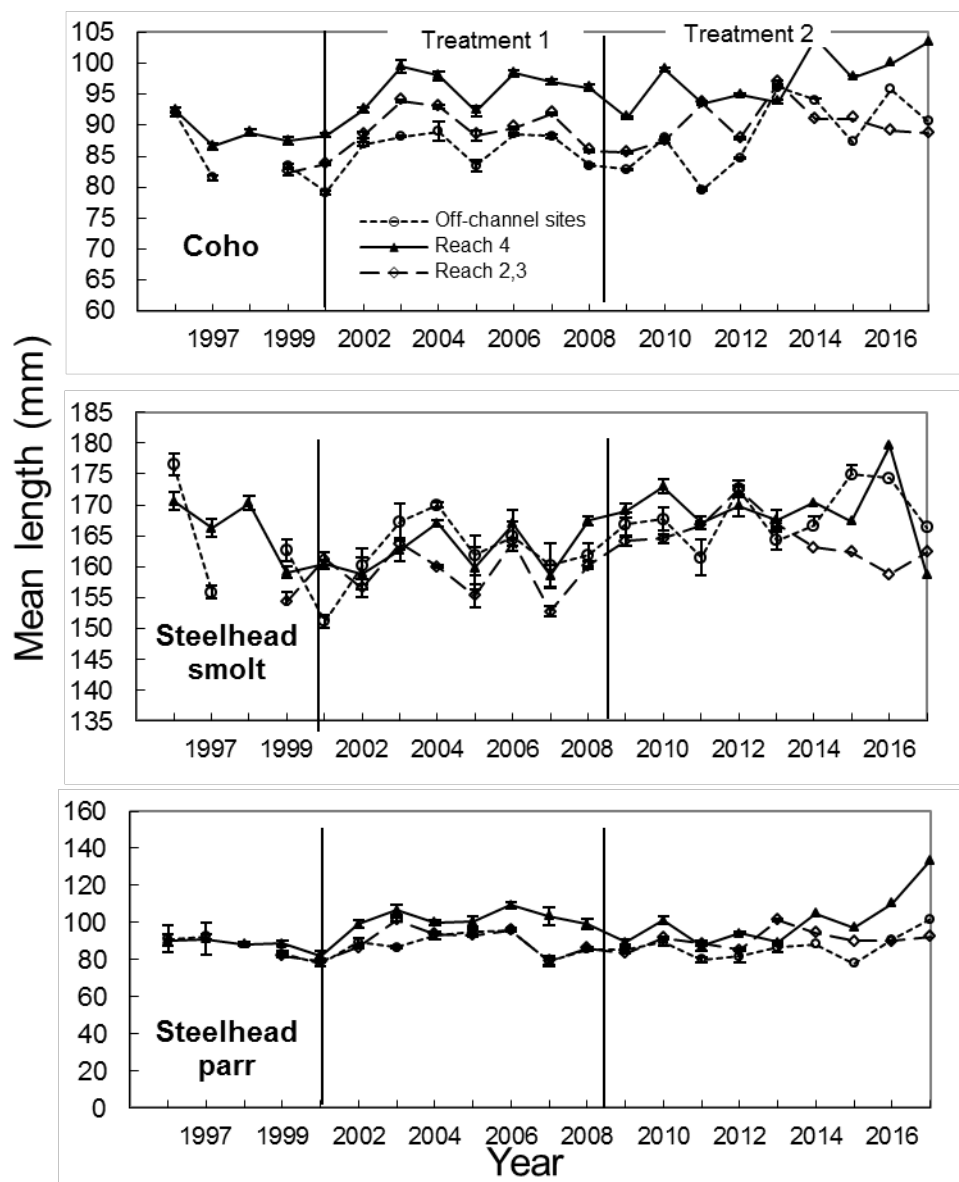 Mean length (mm)
Treatment 1
Treatment 2
105
100
95
90
85
80
75
70
65
60
Off-channel sites
Reach 4
Reach 2,3
Coho
1997 1999 2002 2004 2006 2008 2010 2012 2014 2016
185
180
175
170
165
160
155
150
145
140
135
Steelhead
smolt
1997 1999 2002 2004 2006 2008 2010 2012 2014 2016
160
140
120
100
80
60
40
20
0
Steelhead
parr
1997 1999 2002 2004 2006 2008 2010 2012 2014 2016
Year